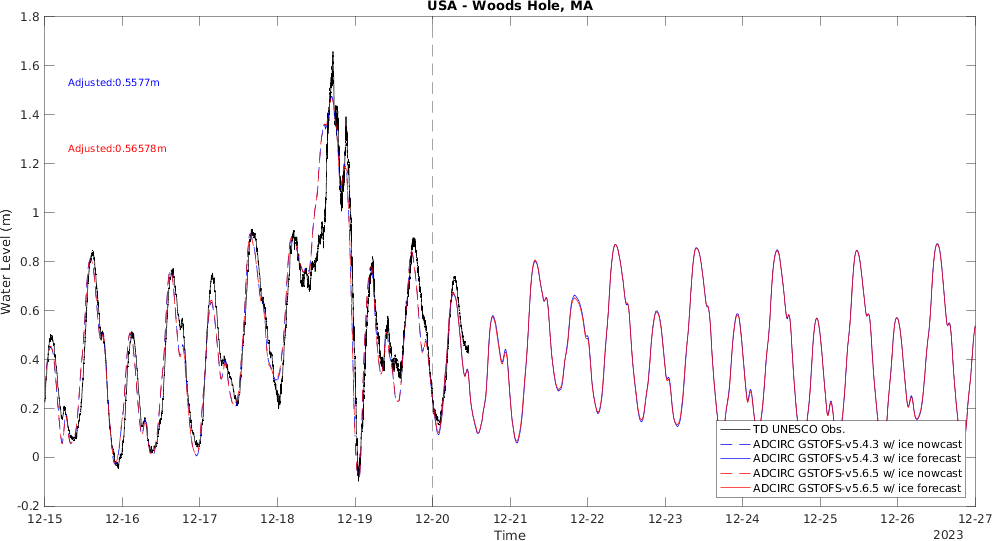 USA - Woods Hole, MA
1.8
1.6
1.4
1.2
1
0.8
0.6
0.4
0.2
0
-0.2
Water Level (m)
Adjusted:0.5577m
Adjusted:0.56578m
TD UNESCO Obs.
ADCIRC GSTOFS-v5.4.3 w/ ice nowcast
ADCIRC GSTOFS-v5.4.3 w/ ice forecast
ADCIRC GSTOFS-v5.6.5 w/ ice nowcast
ADCIRC GSTOFS-v5.6.5 w/ ice forecast
12-15 12-16 12-17 12-18 12-19 12-20 12-21 12-22 12-23 12-24 12-25 12-26 12-27
Time
2023